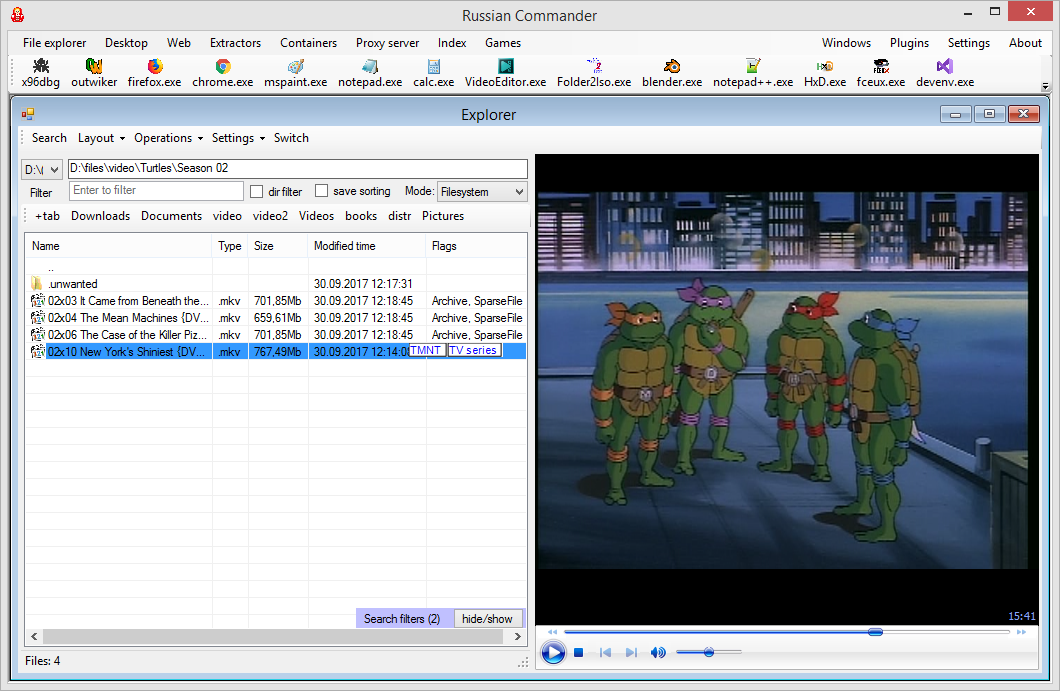 Russian Commander
File explorer Desktop Web Extractors Containers Proxy server Index Games Windows Plugins Settings About
x96dbg outwiker firefox.exe chrome.exe mspaint.exe notepad.exe calc.exe VideoEditor.exe Folder2Iso.exe blender.exe notepad++.exe HxD.exe fceux.exe devenv.exe
Explorer
Search Layout Operations Settings Switch
D:\( D:\files\video\Turtles\Season 02
Filter Enter to filter dir filter save sorting Mode: Filesystem
+tab Downloads Documents video video2 Videos books distr Pictures
Name Type Size Modified time Flags
..
.unwanted 30.09.2017 12:17:31
02x03 It Came from Beneath the... .mkv 701,85Mb 30.09.2017 12:18:45 Archive, SparseFile
02x04 The Mean Machines {DV... .mkv 659,61Mb 30.09.2017 12:18:45 Archive, SparseFile
02x06 The Case of the Killer Piz... .mkv 701,85Mb 30.09.2017 12:18:45 Archive, SparseFile
02x10 New York's Shiniest {DV... .mkv 767,49Mb 30.09.2017 12:14:08 TMNT TV series
Search filters (2) hide/show
15:41
Files: 4